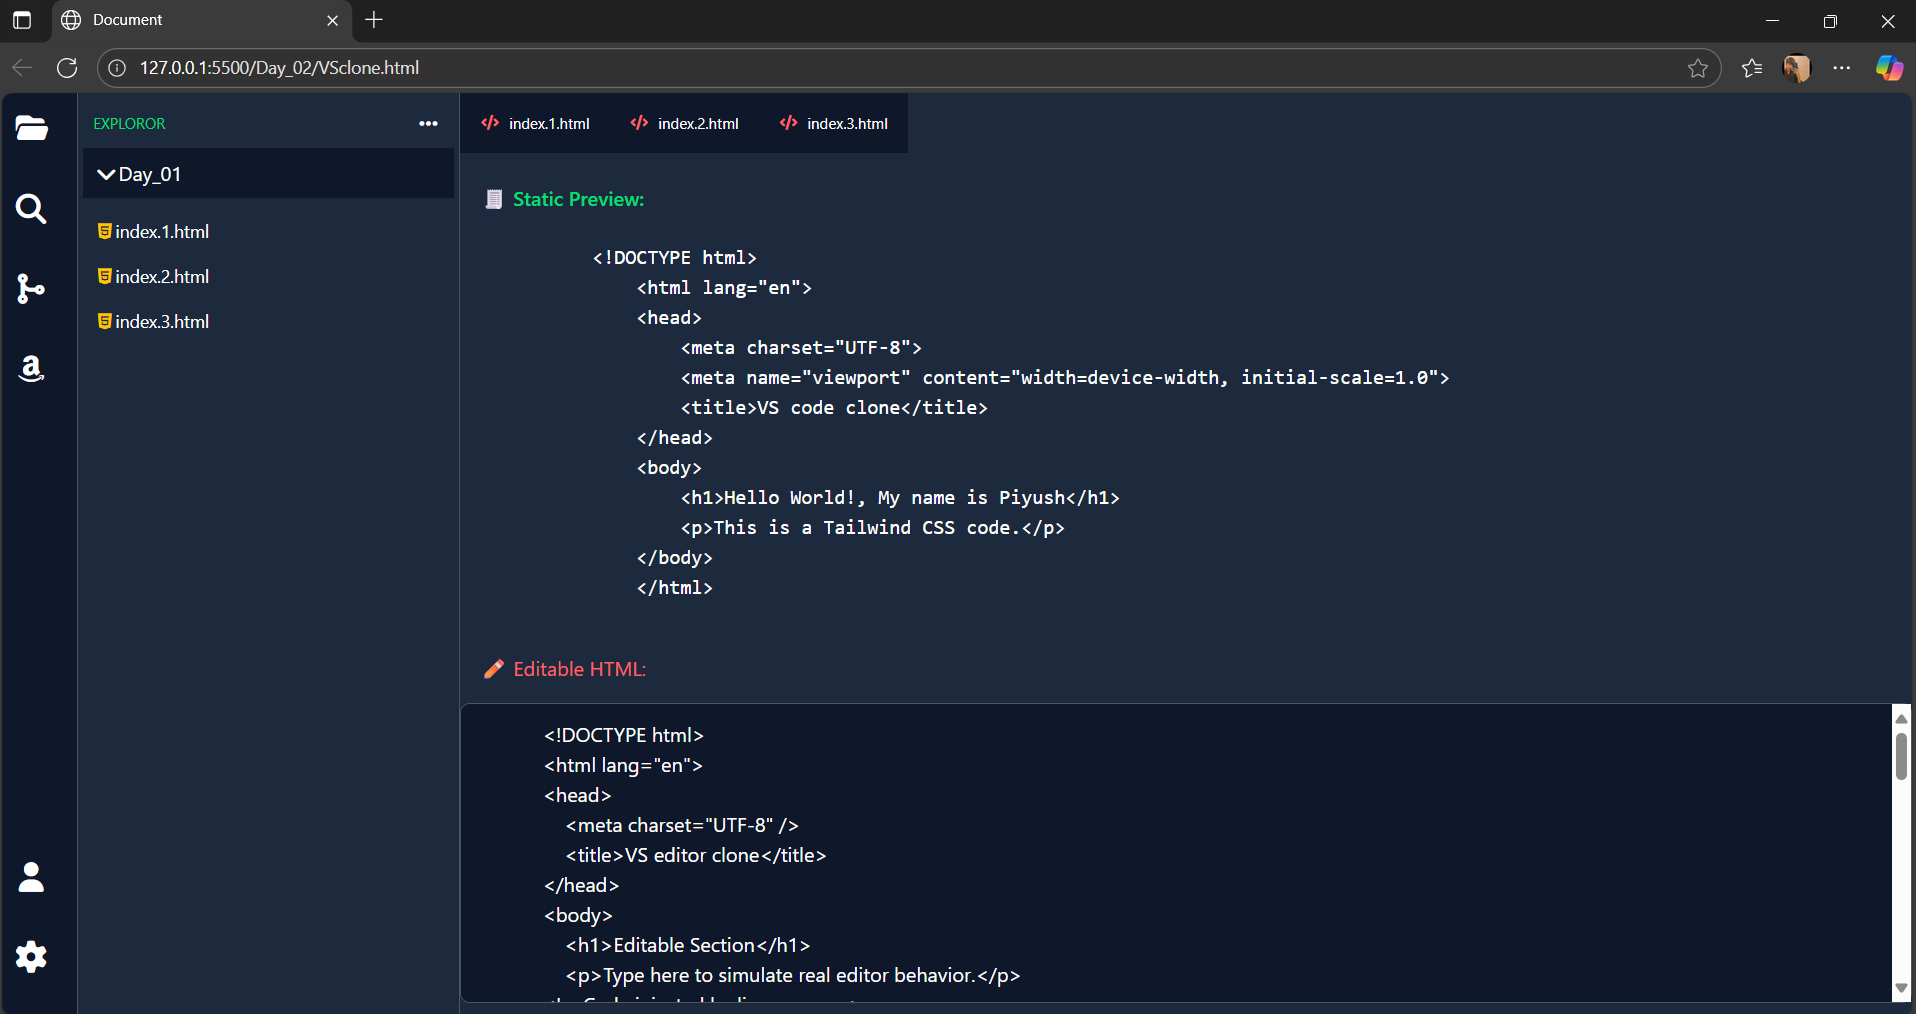 Document
127.0.0.1:5500/Day_02/VSclone.html
EXPLOROR
Day_01
index.1.html
index.2.html
index.3.html
index.1.html
index.2.html
index.3.html
Static Preview:
<!DOCTYPE html>
<html lang="en">
<head>
<meta charset="UTF-8">
<meta name="viewport" content="width=device-width, initial-scale=1.0">
<title>VS code clone</title>
</head>
<body>
<h1>Hello World!, My name is Piyush</h1>
<p>This is a Tailwind CSS code.</p>
</body>
</html>
Editable HTML:
<!DOCTYPE html>
<html lang="en">
<head>
<meta charset="UTF-8" />
<title>VS editor clone</title>
</head>
<body>
<h1>Editable Section</h1>
<p>Type here to simulate real editor behavior.</p>